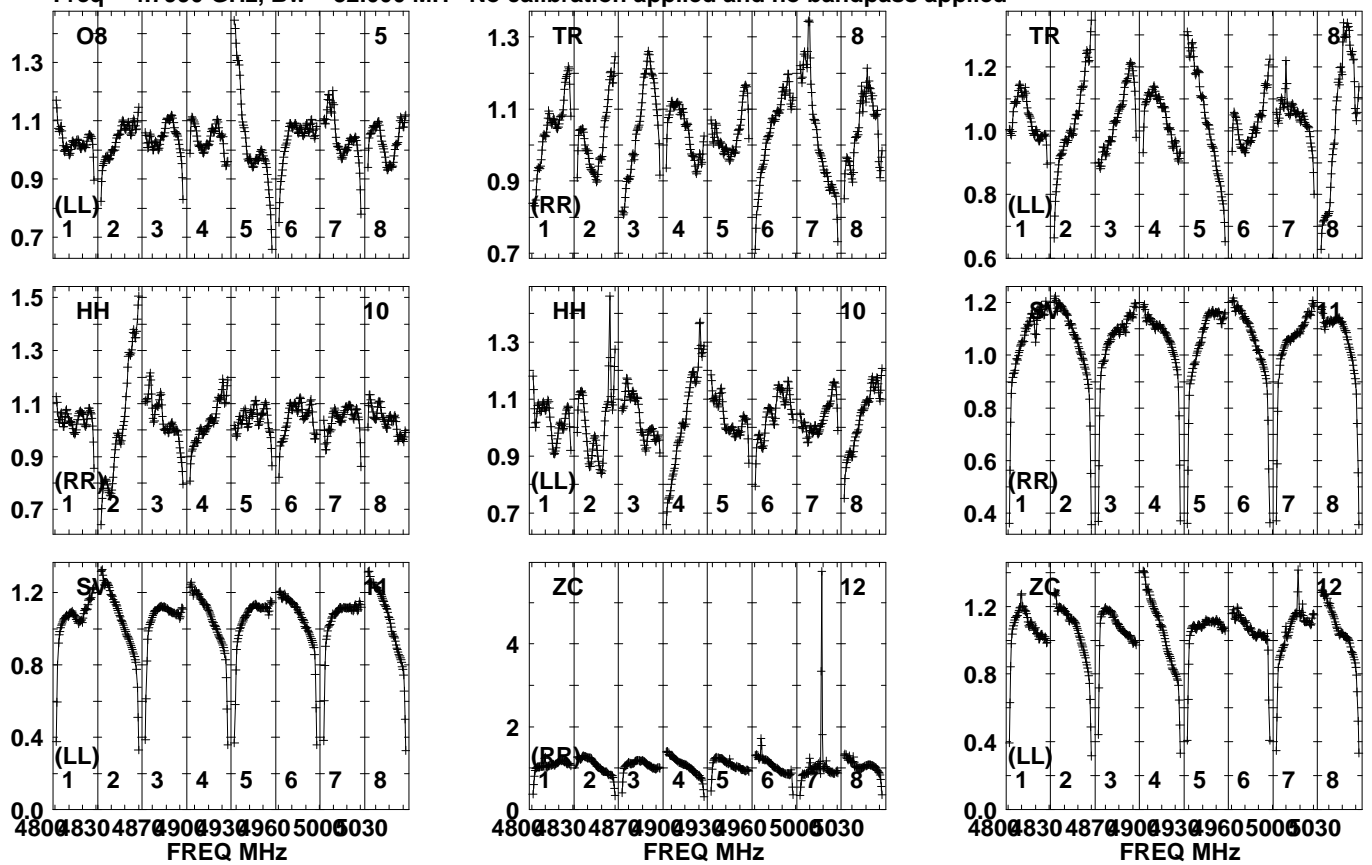 Freq GHz, Bw = 32.000 MH No calibration applied and no bandpass applied
O8 5
1.3
1.1
0.9
0.7
(LL)
1 2 3 4 5 6 7 8
TR 8
1.3
1.1
0.9
0.7
(RR)
1 2 3 4 5 6 7 8
TR 8
1.2
1.0
0.8
0.6
(LL)
1 2 3 4 5 6 7 8
HH 10
1.5
1.3
1.1
0.9
0.7
(RR)
1 2 3 4 5 6 7 8
HH 10
1.3
1.1
0.9
0.7
(LL)
1 2 3 4 5 6 7 8
SV 11
1.2
1.0
0.8
0.6
0.4
(RR)
1 2 3 4 5 6 7 8
SV 11
1.2
0.8
0.4
0.0
(LL)
1 2 3 4 5 6 7 8
4800 4830 4870 4900 4930 4960 5000 5030
FREQ MHz
ZC 12
4
2
0
(RR)
1 2 3 4 5 6 7 8
4800 4830 4870 4900 4930 4960 5000 5030
FREQ MHz
ZC 12
1.6
1.2
0.8
0.4
0.0
(LL)
1 2 3 4 5 6 7 8
4800 4830 4870 4900 4930 4960 5000 5030
FREQ MHz